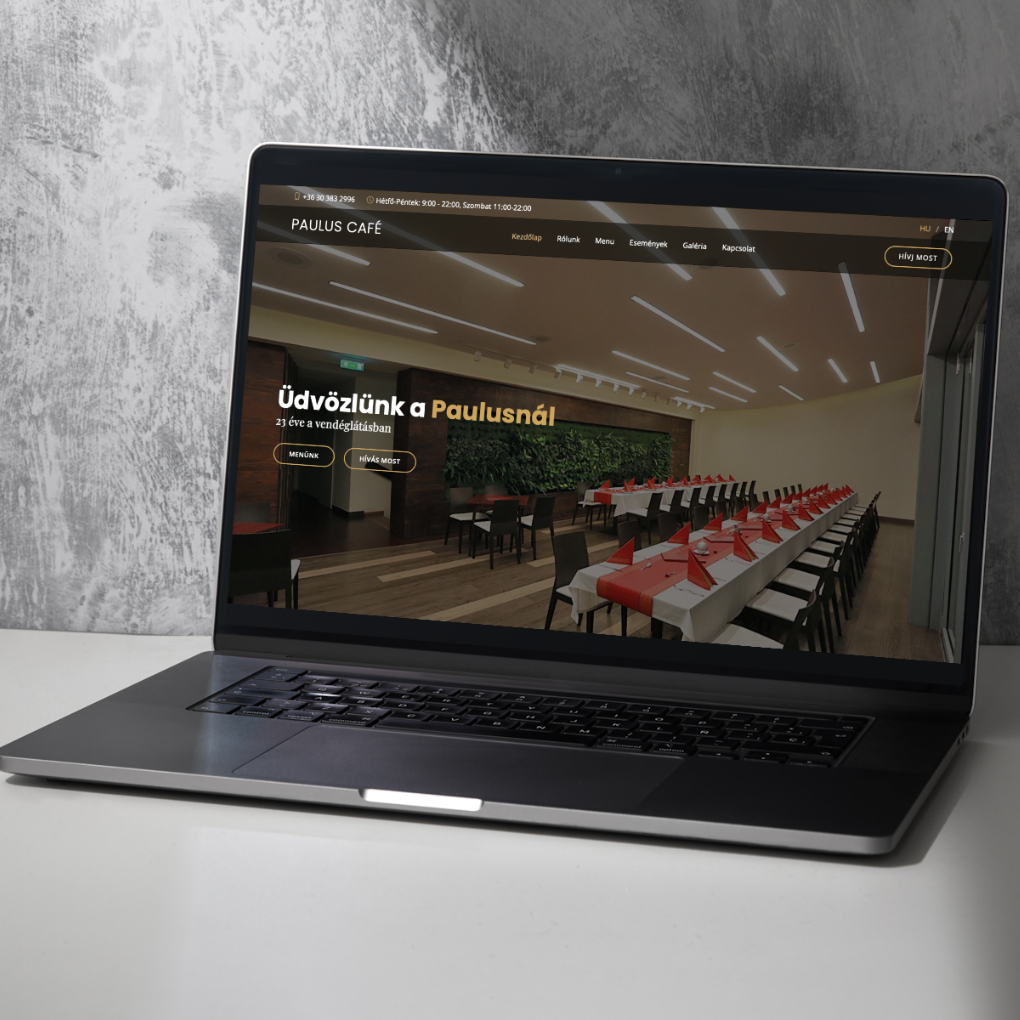 +36 30 383 2996 Hétfő-Péntek: 9:00 - 22:00, Szombat 11:00-22:00
HU / EN
PAULUS CAFÉ
Kezdőlap Rólunk Menu Események Galéria Kapcsolat
HÍVJ MOST
Üdvözlünk a Paulusnál
23 éve a vendéglátásban
MENÜNK HÍVÁS MOST